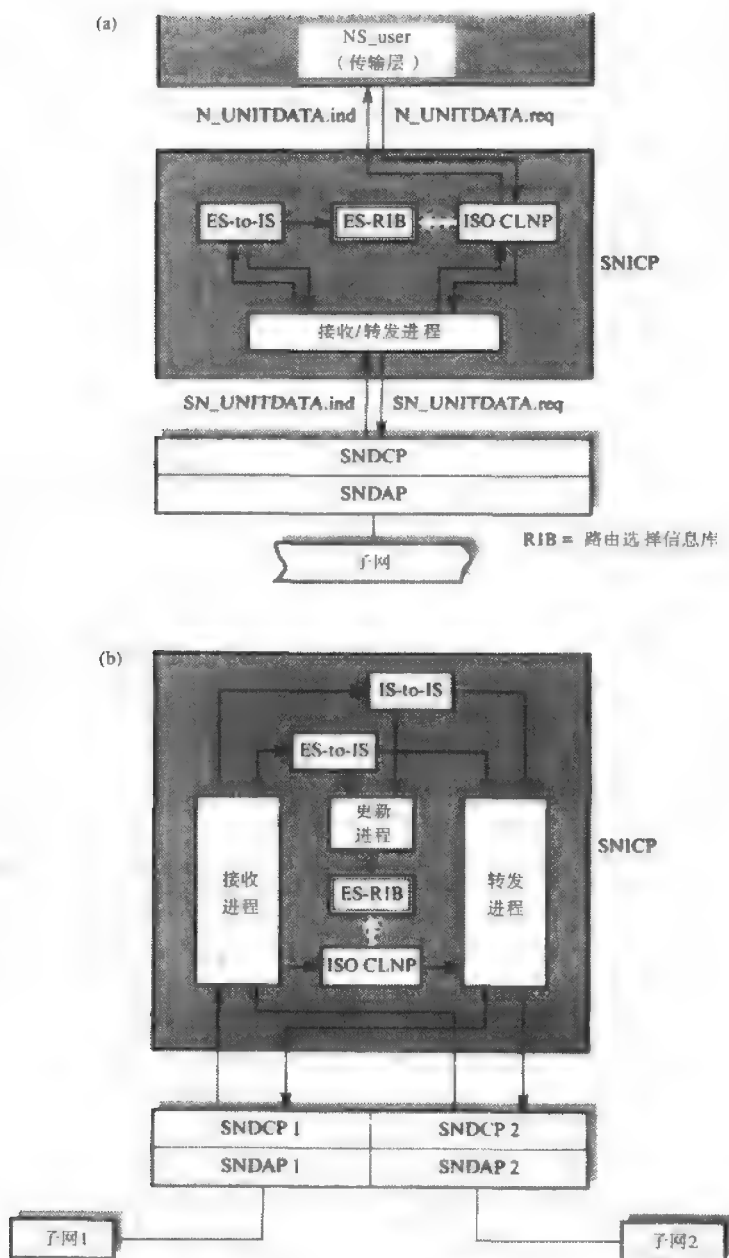 (a)
NS_user
（传输层）
N_UNITDATA.ind
N_UNITDATA.req
ES-to-IS
ES-RIB
ISO CLNP
SNICP
接收/转发进程
SN_UNITDATA.ind
SN_UNITDATA.req
SNDCP
SNDAP
RIB = 路由选择信息库
子网
(b)
IS-to-IS
ES-to-IS
更新
进程
SNICP
接收
进程
转发
进程
ES-RIB
ISO CLNP
SNDCP 1
SNDCP 2
SNDAP 1
SNDAP 2
子网1
子网2